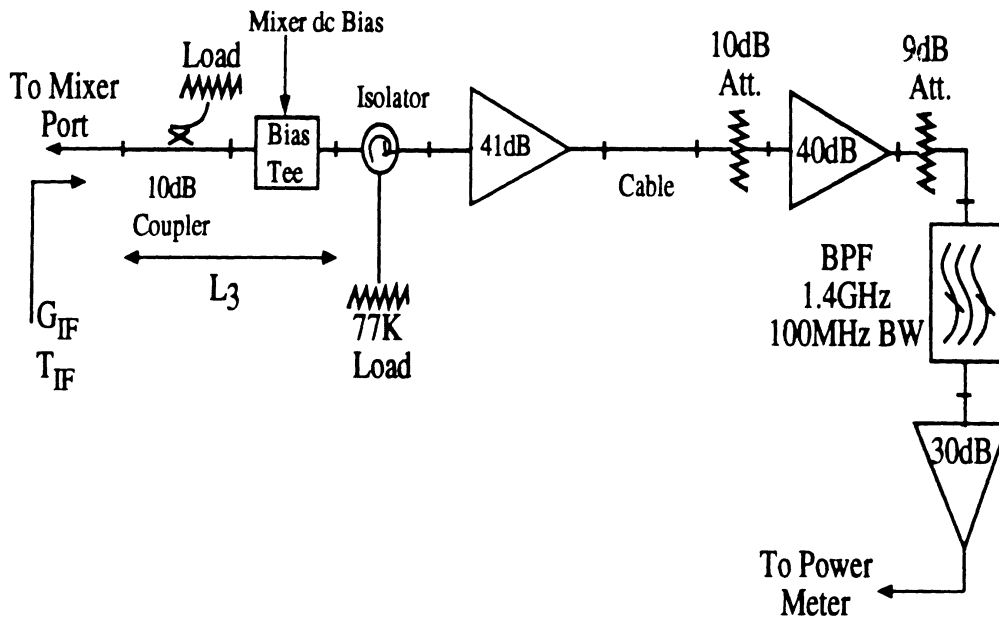 Mixer dc Bias
Load
To Mixer
Port
10dB
Coupler
Bias
Tee
Isolator
41dB
Cable
10dB
Att.
40dB
9dB
Att.
L3
GIF
TIF
77K
Load
BPF
1.4GHz
100MHz BW
30dB
To Power
Meter